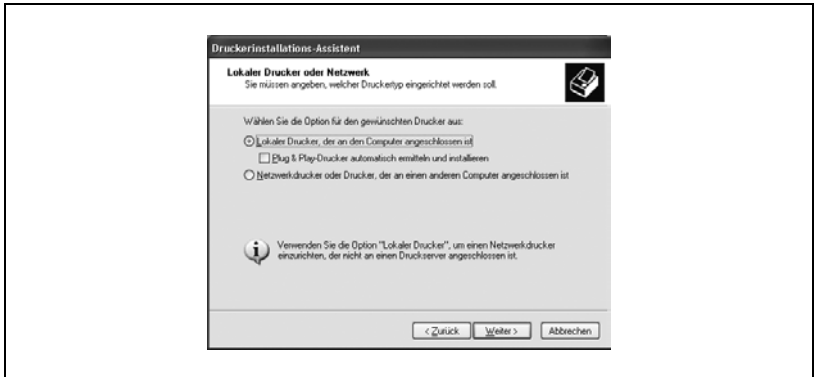 Druckerinstallations-Assistent
Lokaler Drucker oder Netzwerk
Sie müssen angeben, welcher Druckertyp eingerichtet werden soll.
Wählen Sie die Option für den gewünschten Drucker aus:
Lokaler Drucker, der an den Computer angeschlossen ist
Plug & Play-Drucker automatisch ermitteln und installieren
Netzwerkdrucker oder Drucker, der an einen anderen Computer angeschlossen ist
Verwenden Sie die Option "Lokaler Drucker", um einen Netzwerkdrucker
einzurichten, der nicht an einen Druckserver angeschlossen ist.
< Zurück Weiter > Abbrechen